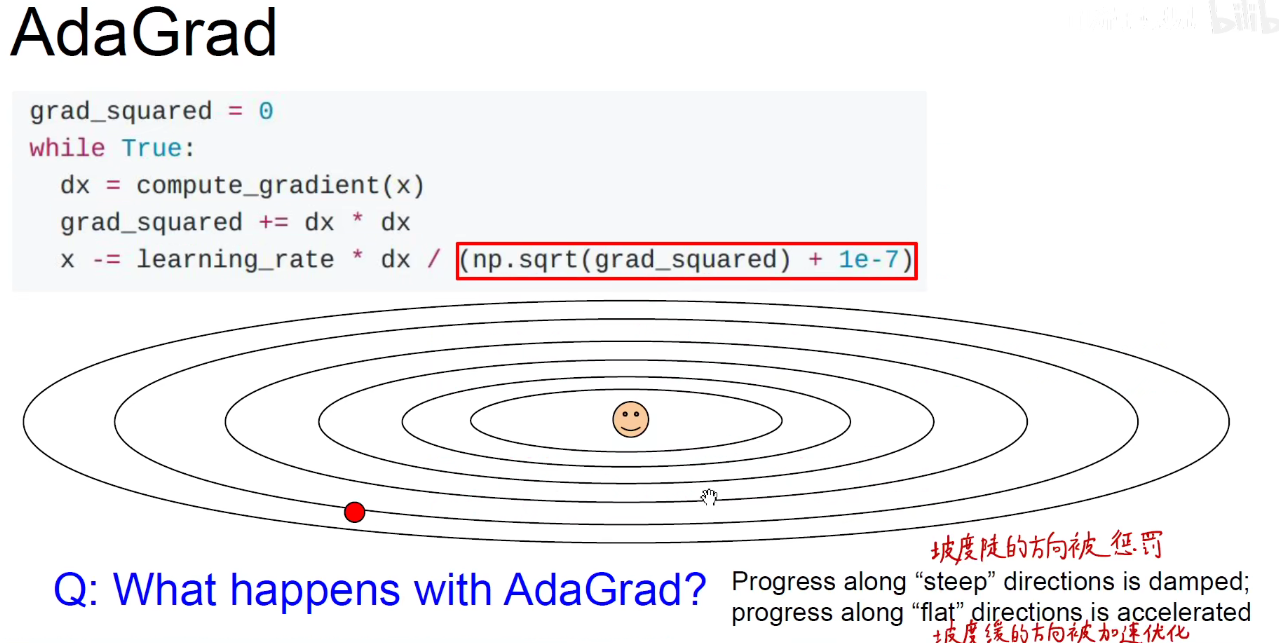 AdaGrad
grad_squared = 0
while True:
dx = compute_gradient(x)
grad_squared += dx * dx
x -= learning_rate * dx / (np.sqrt(grad_squared) + 1e-7)
坡度陡的方向被惩罚
Q: What happens with AdaGrad?
Progress along “steep” directions is damped;
progress along “flat” directions is accelerated
坡度缓的方向被加速优化